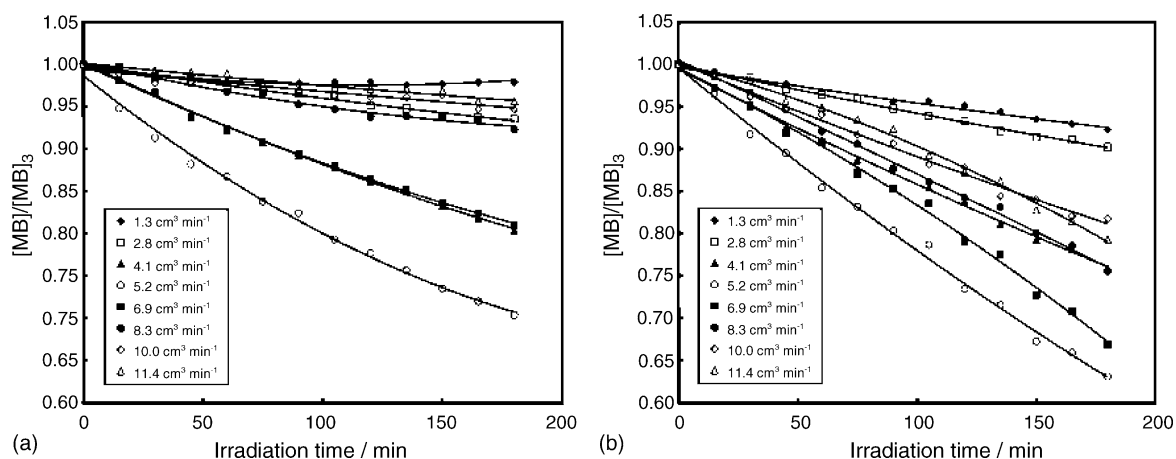 1.05
1.00
0.95
0.90
0.85
0.80
0.75
0.70
0.65
0.60
[MB]/[MB]₃
1.3 cm³ min⁻¹
2.8 cm³ min⁻¹
4.1 cm³ min⁻¹
5.2 cm³ min⁻¹
6.9 cm³ min⁻¹
8.3 cm³ min⁻¹
10.0 cm³ min⁻¹
11.4 cm³ min⁻¹
0 50 100 150 200
(a) Irradiation time / min
1.05
1.00
0.95
0.90
0.85
0.80
0.75
0.70
0.65
0.60
[MB]/[MB]₃
1.3 cm³ min⁻¹
2.8 cm³ min⁻¹
4.1 cm³ min⁻¹
5.2 cm³ min⁻¹
6.9 cm³ min⁻¹
8.3 cm³ min⁻¹
10.0 cm³ min⁻¹
11.4 cm³ min⁻¹
0 50 100 150 200
(b) Irradiation time / min